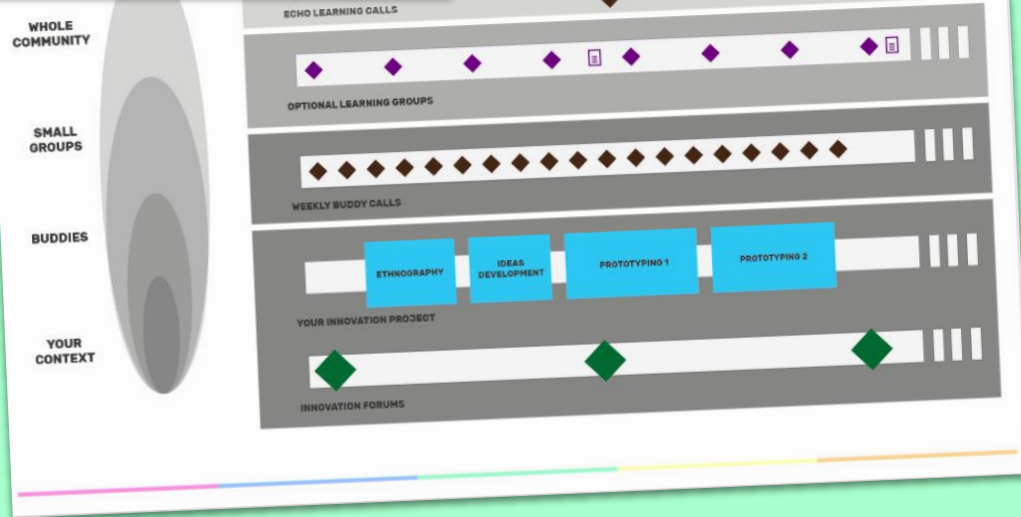 ECHO LEARNING CALLS
WHOLE
COMMUNITY
OPTIONAL LEARNING GROUPS
SMALL
GROUPS
WEEKLY BUDDY CALLS
BUDDIES
ETHNOGRAPHY
IDEAS
DEVELOPMENT
PROTOTYPING 1
PROTOTYPING 2
YOUR INNOVATION PROJECT
YOUR
CONTEXT
INNOVATION FORUMS